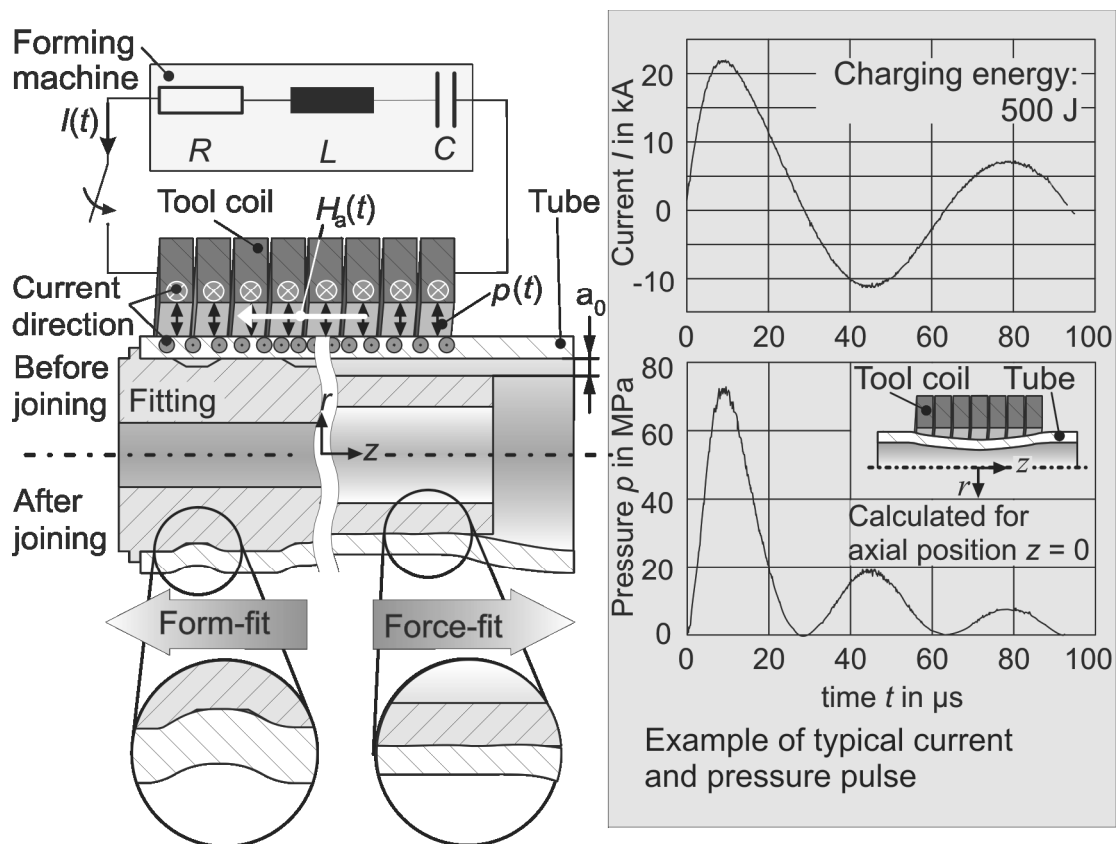 Forming
machine
I(t)
R
L
C
Tool coil
Hₐ(t)
Tube
Current
direction
p(t)
a₀
Before
joining
Fitting
r
z
After
joining
Form-fit
Force-fit
Current I in kA
20
10
0
-10
Charging energy:
500 J
0 20 40 60 80 100
Pressure p in MPa
80
60
40
20
0
Tool coil Tube
z
r
Calculated for
axial position z = 0
0 20 40 60 80 100
time t in µs
Example of typical current
and pressure pulse